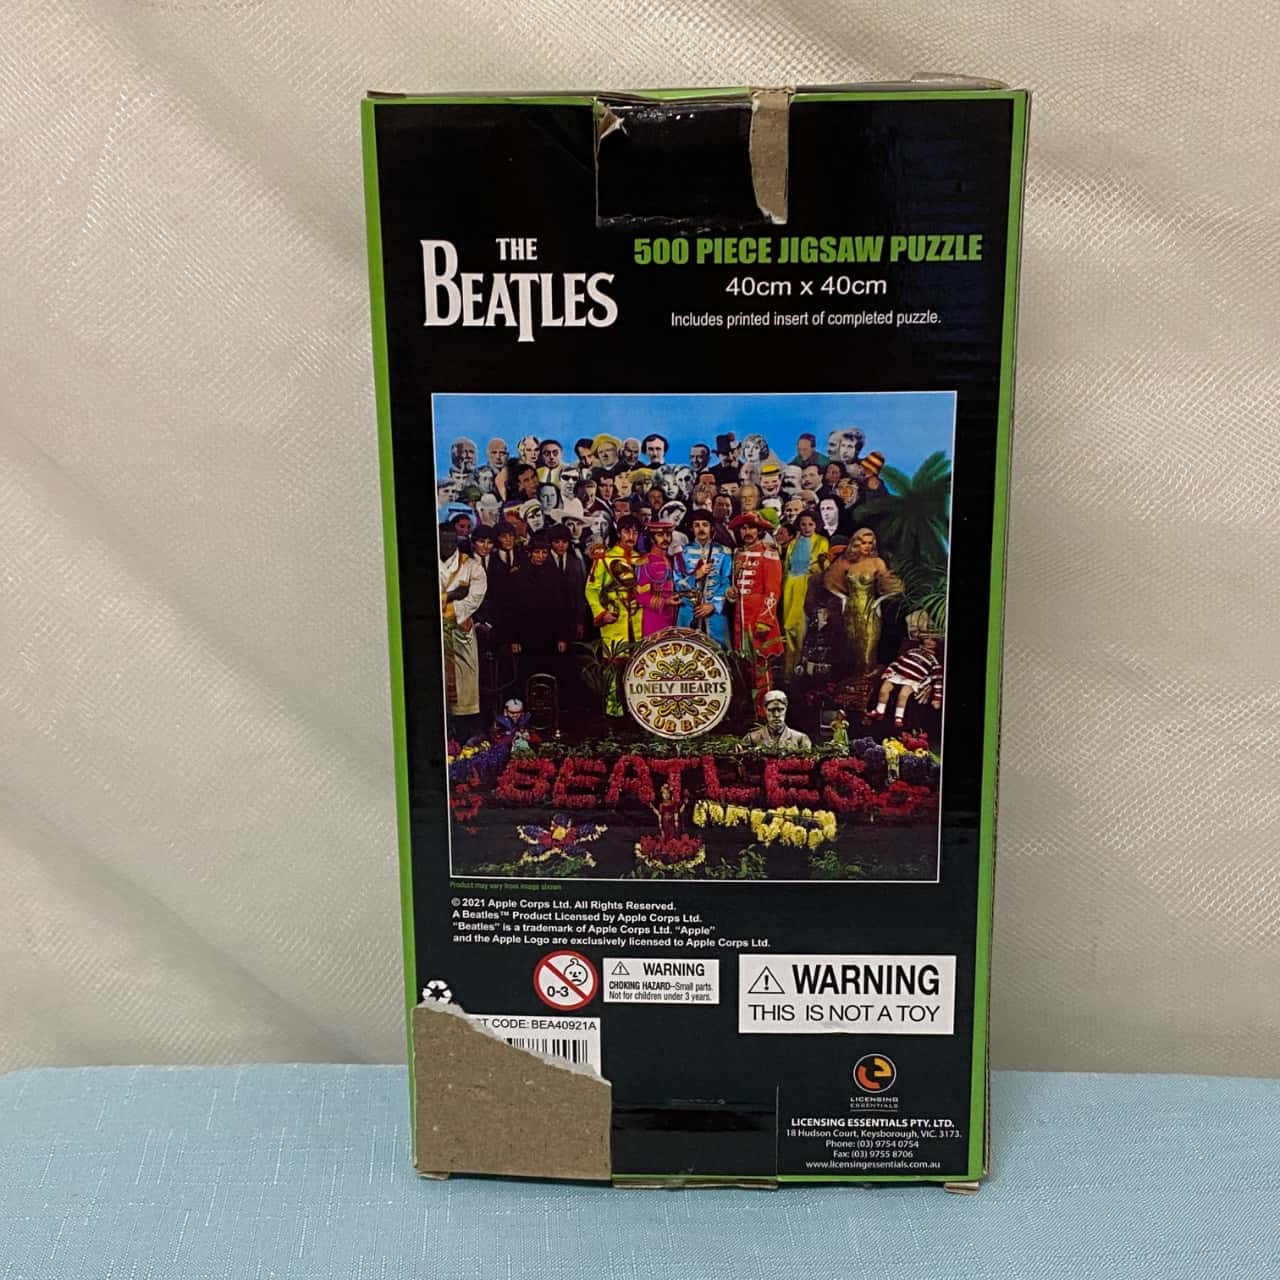 THE
BEATLES
500 PIECE JIGSAW PUZZLE
40cm x 40cm
Includes printed insert of completed puzzle.
SGT PEPPERS
LONELY HEARTS
CLUB BAND
BEATLES
Product may vary from image shown
© 2021 Apple Corps Ltd. All Rights Reserved.
A Beatles™ Product Licensed by Apple Corps Ltd.
"Beatles" is a trademark of Apple Corps Ltd. "Apple"
and the Apple Logo are exclusively licensed to Apple Corps Ltd.
0-3
WARNING
CHOKING HAZARD–Small parts.
Not for children under 3 years.
WARNING
THIS IS NOT A TOY
CODE: BEA40921A
LICENSING
ESSENTIALS
LICENSING ESSENTIALS PTY. LTD.
18 Hudson Court, Keysborough, VIC. 3173.
Phone: (03) 9754 0754
Fax: (03) 9755 8706
www.licensingessentials.com.au